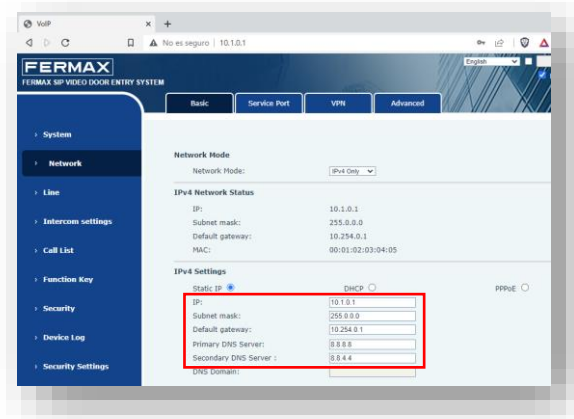 VoIP
No es seguro | 10.1.0.1
FERMAX
FERMAX SIP VIDEO DOOR ENTRY SYSTEM
English
Basic
Service Port
VPN
Advanced
› System
› Network
› Line
› Intercom settings
› Call List
› Function Key
› Security
› Device Log
› Security Settings
Network Mode
Network Mode: IPv4 Only
IPv4 Network Status
IP: 10.1.0.1
Subnet mask: 255.0.0.0
Default gateway: 10.254.0.1
MAC: 00:01:02:03:04:05
IPv4 Settings
Static IP DHCP PPPoE
IP: 10.1.0.1
Subnet mask: 255.0.0.0
Default gateway: 10.254.0.1
Primary DNS Server: 8.8.8.8
Secondary DNS Server : 8.8.4.4
DNS Domain: